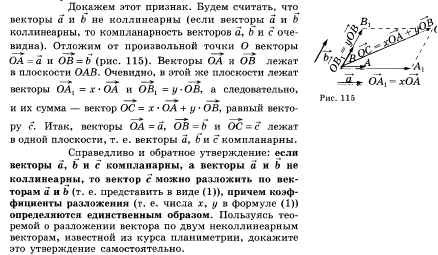 Докажем этот признак. Будем считать, что
векторы a⃗ и b⃗ не коллинеарны (если векторы a⃗ и b⃗
коллинеарны, то компланарность векторов a⃗, b⃗ и c⃗ оче-
видна). Отложим от произвольной точки O векторы
OA⃗ = a⃗ и OB⃗ = b⃗ (рис. 115). Векторы OA⃗ и OB⃗ лежат
в плоскости OAB. Очевидно, в этой же плоскости лежат
векторы OA₁⃗ = x · OA⃗ и OB₁⃗ = y · OB⃗, а следовательно,
и их сумма — вектор OC⃗ = x · OA⃗ + y · OB⃗, равный векто-
ру c⃗. Итак, векторы OA⃗ = a⃗, OB⃗ = b⃗ и OC⃗ = c⃗ лежат
в одной плоскости, т. е. векторы a⃗, b⃗ и c⃗ компланарны.
Справедливо и обратное утверждение: если
векторы a⃗, b⃗ и c⃗ компланарны, а векторы a⃗ и b⃗ не
коллинеарны, то вектор c⃗ можно разложить по век-
торам a⃗ и b⃗ (т. е. представить в виде (1)), причем коэф-
фициенты разложения (т. е. числа x, y в формуле (1))
определяются единственным образом. Пользуясь тео-
ремой о разложении вектора по двум неколлинеарным
векторам, известной из курса планиметрии, докажите
это утверждение самостоятельно.
B₁
C
b⃗
OB₁⃗ = yOB⃗
OC⃗ = xOA⃗ + yOB⃗
B
O
A
A₁
a⃗
OA₁⃗ = xOA⃗
Рис. 115